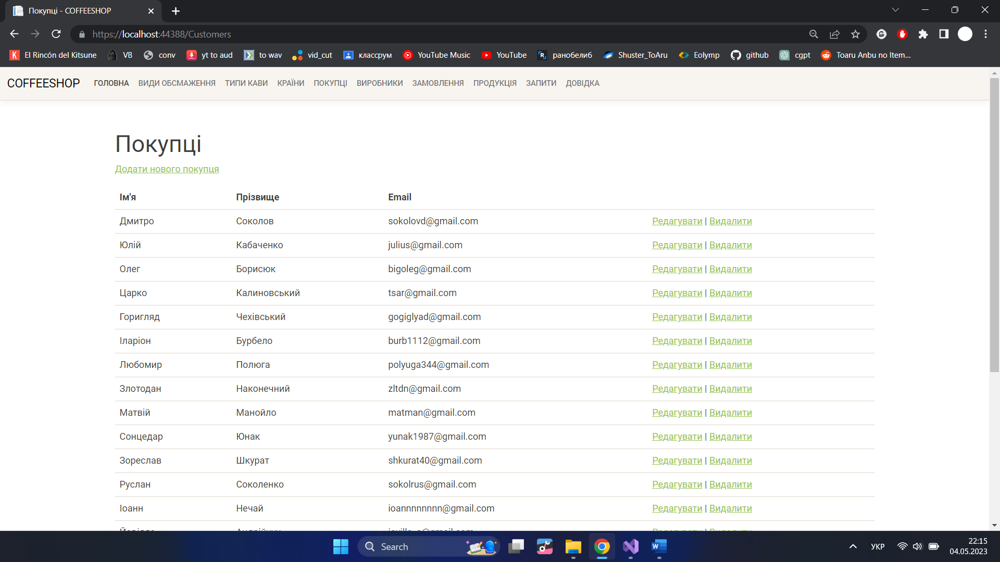 Покупці - COFFEESHOP
https://localhost:44388/Customers
El Rincón del Kitsune VB conv yt to aud to wav vid_cut классрум YouTube Music YouTube ранобелиб Shuster_ToAru Eolymp github cgpt Toaru Anbu no Item...
COFFEESHOP ГОЛОВНА ВИДИ ОБСМАЖЕННЯ ТИПИ КАВИ КРАЇНИ ПОКУПЦІ ВИРОБНИКИ ЗАМОВЛЕННЯ ПРОДУКЦІЯ ЗАПИТИ ДОВІДКА
Покупці
Додати нового покупця
Ім'я Прізвище Email
Дмитро Соколов sokolovd@gmail.com Редагувати | Видалити
Юлій Кабаченко julius@gmail.com Редагувати | Видалити
Олег Борисюк bigoleg@gmail.com Редагувати | Видалити
Царко Калиновський tsar@gmail.com Редагувати | Видалити
Горигляд Чехівський gogiglyad@gmail.com Редагувати | Видалити
Іларіон Бурбело burb1112@gmail.com Редагувати | Видалити
Любомир Полюга polyuga344@gmail.com Редагувати | Видалити
Злотодан Наконечний zltdn@gmail.com Редагувати | Видалити
Матвій Манойло matman@gmail.com Редагувати | Видалити
Сонцедар Юнак yunak1987@gmail.com Редагувати | Видалити
Зореслав Шкурат shkurat40@gmail.com Редагувати | Видалити
Руслан Соколенко sokolrus@gmail.com Редагувати | Видалити
Іоанн Нечай ioannnnnnnn@gmail.com Редагувати | Видалити
Search
УКР
22:15
04.05.2023